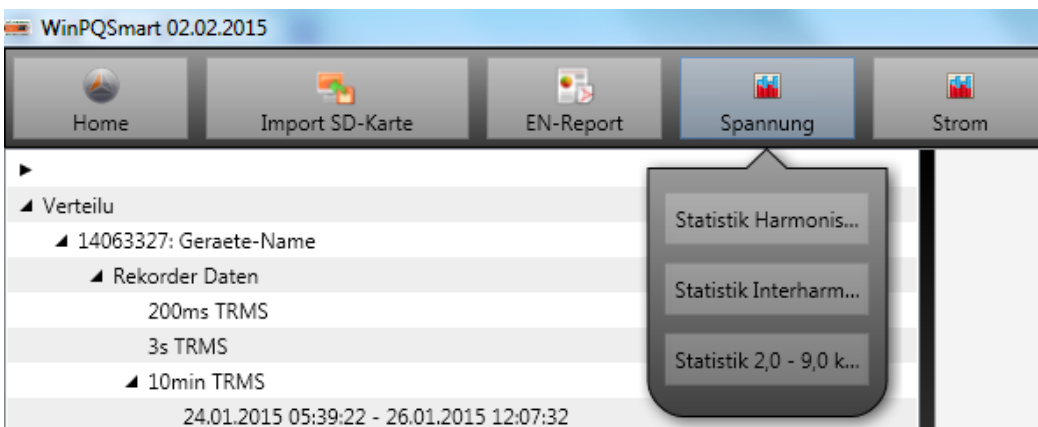 WinPQSmart 02.02.2015
Home
Import SD-Karte
EN-Report
Spannung
Strom
Verteilu
14063327: Geraete-Name
Rekorder Daten
200ms TRMS
3s TRMS
10min TRMS
24.01.2015 05:39:22 - 26.01.2015 12:07:32
Statistik Harmonis...
Statistik Interharm...
Statistik 2,0 - 9,0 k...